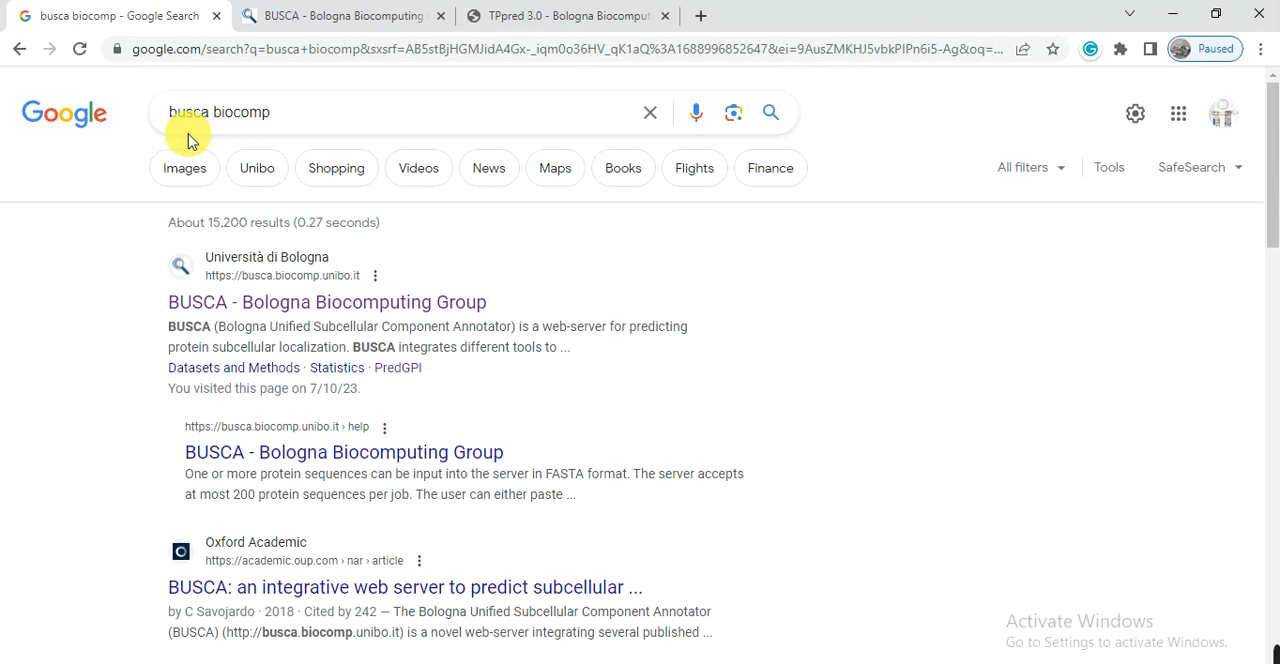 busca biocomp - Google Search
BUSCA - Bologna Biocomputing
TPpred 3.0 - Bologna Biocomput
google.com/search?q=busca+biocomp&sxsrf=AB5stBjHGMJidA4Gx-_iqm0o36HV_qK1aQ%3A1688996852647&ei=9AusZMKHJ5vbkPIPn6i5-Ag&oq=...
Paused
Google
busca biocomp
Images
Unibo
Shopping
Videos
News
Maps
Books
Flights
Finance
All filters
Tools
SafeSearch
About 15,200 results (0.27 seconds)
Università di Bologna
https://busca.biocomp.unibo.it
BUSCA - Bologna Biocomputing Group
BUSCA (Bologna Unified Subcellular Component Annotator) is a web-server for predicting
protein subcellular localization. BUSCA integrates different tools to ...
Datasets and Methods · Statistics · PredGPI
You visited this page on 7/10/23.
https://busca.biocomp.unibo.it › help
BUSCA - Bologna Biocomputing Group
One or more protein sequences can be input into the server in FASTA format. The server accepts
at most 200 protein sequences per job. The user can either paste ...
Oxford Academic
https://academic.oup.com › nar › article
BUSCA: an integrative web server to predict subcellular ...
by C Savojardo · 2018 · Cited by 242 — The Bologna Unified Subcellular Component Annotator
(BUSCA) (http://busca.biocomp.unibo.it) is a novel web-server integrating several published ...
Activate Windows
Go to Settings to activate Windows.